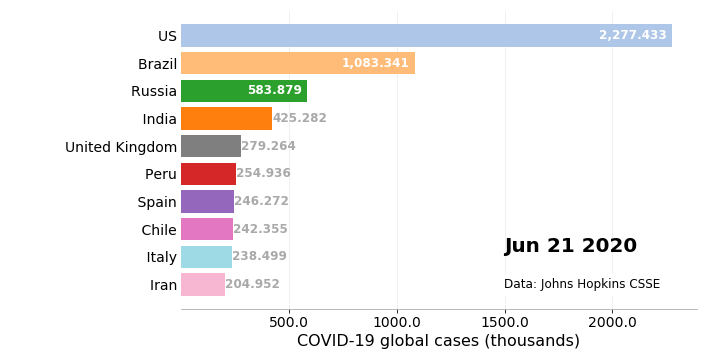 US 2,277.433
Brazil 1,083.341
Russia 583.879
India 425.282
United Kingdom 279.264
Peru 254.936
Spain 246.272
Chile 242.355
Italy 238.499
Iran 204.952
Jun 21 2020
Data: Johns Hopkins CSSE
500.0 1000.0 1500.0 2000.0
COVID-19 global cases (thousands)